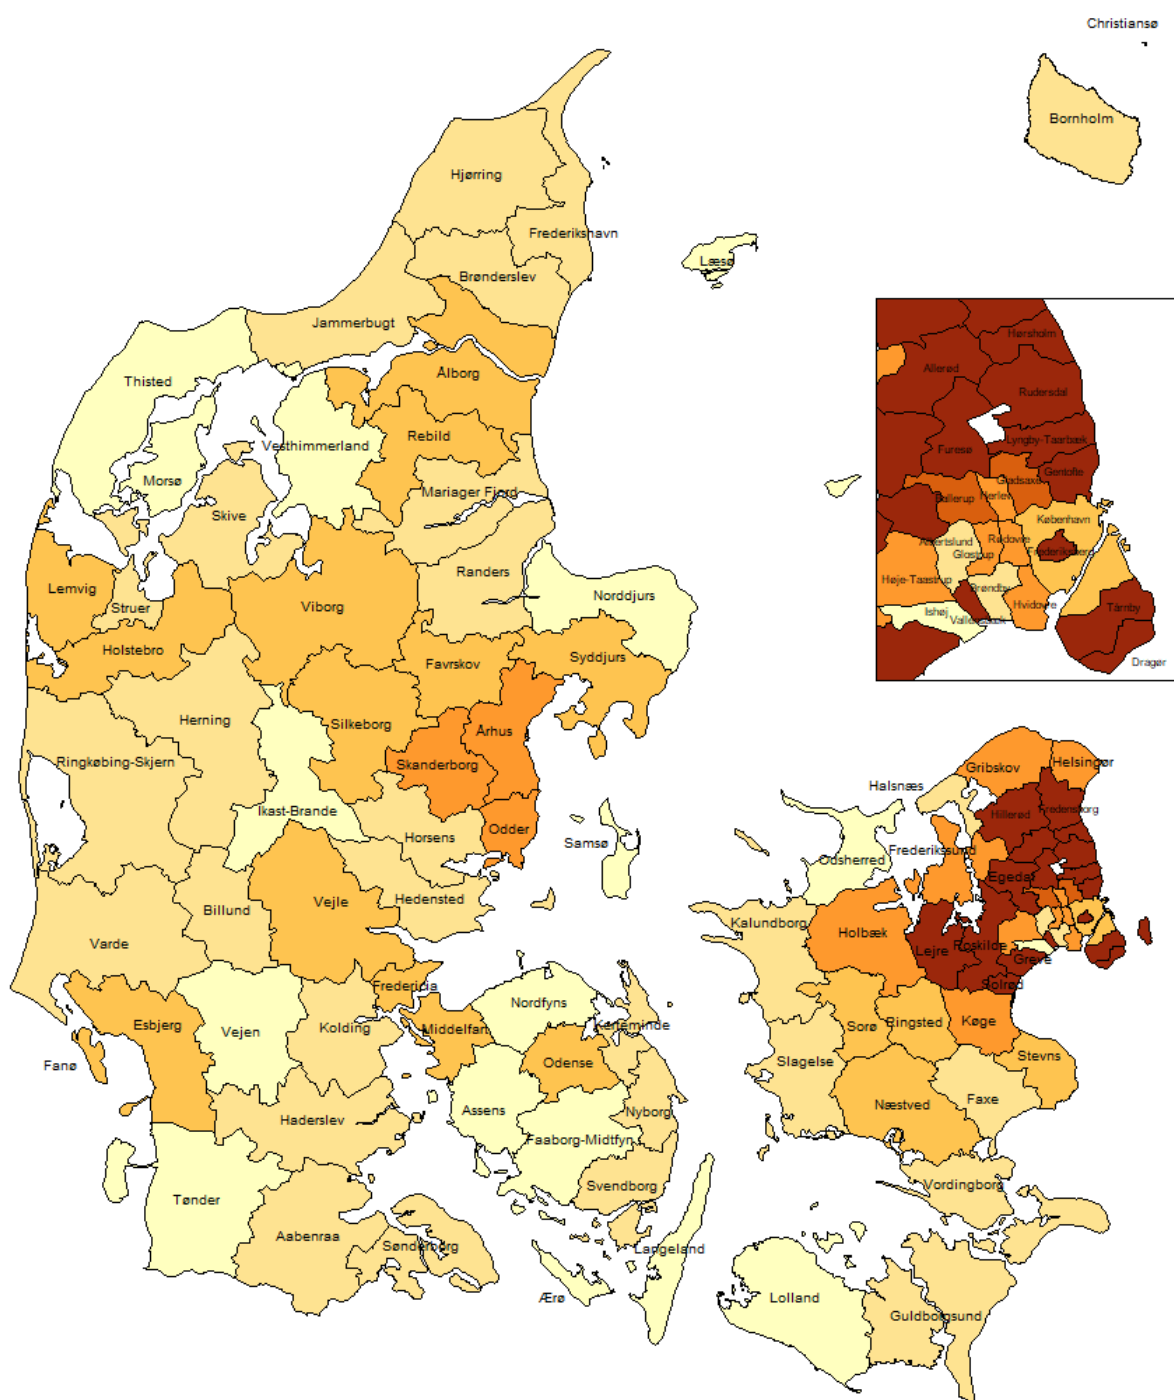 Christiansø
Bornholm
Hjørring
Frederikshavn
Læsø
Brønderslev
Jammerbugt
Ålborg
Thisted
Vesthimmerland
Rebild
Morsø
Mariager Fjord
Skive
Randers
Norddjurs
Lemvig
Struer
Viborg
Holstebro
Favrskov
Syddjurs
Herning
Silkeborg
Århus
Ringkøbing-Skjern
Skanderborg
Ikast-Brande
Horsens
Odder
Samsø
Billund
Vejle
Hedensted
Varde
Fredericia
Esbjerg
Vejen
Kolding
Middelfart
Nordfyns
Kerteminde
Fanø
Odense
Assens
Nyborg
Haderslev
Faaborg-Midtfyn
Svendborg
Tønder
Aabenraa
Sønderborg
Langeland
Ærø
Hørsholm
Allerød
Rudersdal
Furesø
Lyngby-Taarbæk
Gentofte
Gladsaxe
Ballerup
Herlev
København
Albertslund
Rødovre
Glostrup
Frederiksberg
Høje-Taastrup
Brøndby
Hvidovre
Ishøj
Vallensbæk
Tårnby
Dragør
Gribskov
Helsingør
Halsnæs
Hillerød
Fredensborg
Frederikssund
Odsherred
Egedal
Kalundborg
Holbæk
Lejre
Roskilde
Greve
Solrød
Sorø
Ringsted
Køge
Slagelse
Stevns
Næstved
Faxe
Vordingborg
Lolland
Guldborgsund